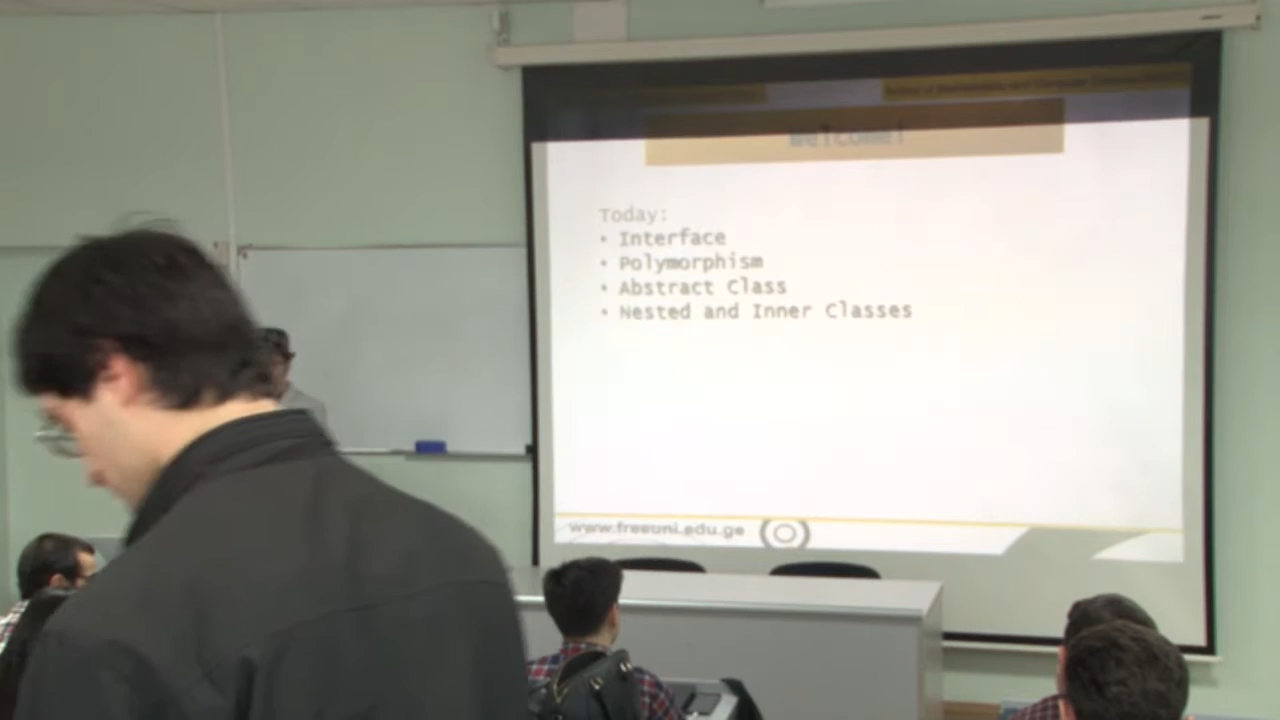 Welcome!
Today:
• Interface
• Polymorphism
• Abstract Class
• Nested and Inner Classes
www.freeuni.edu.ge